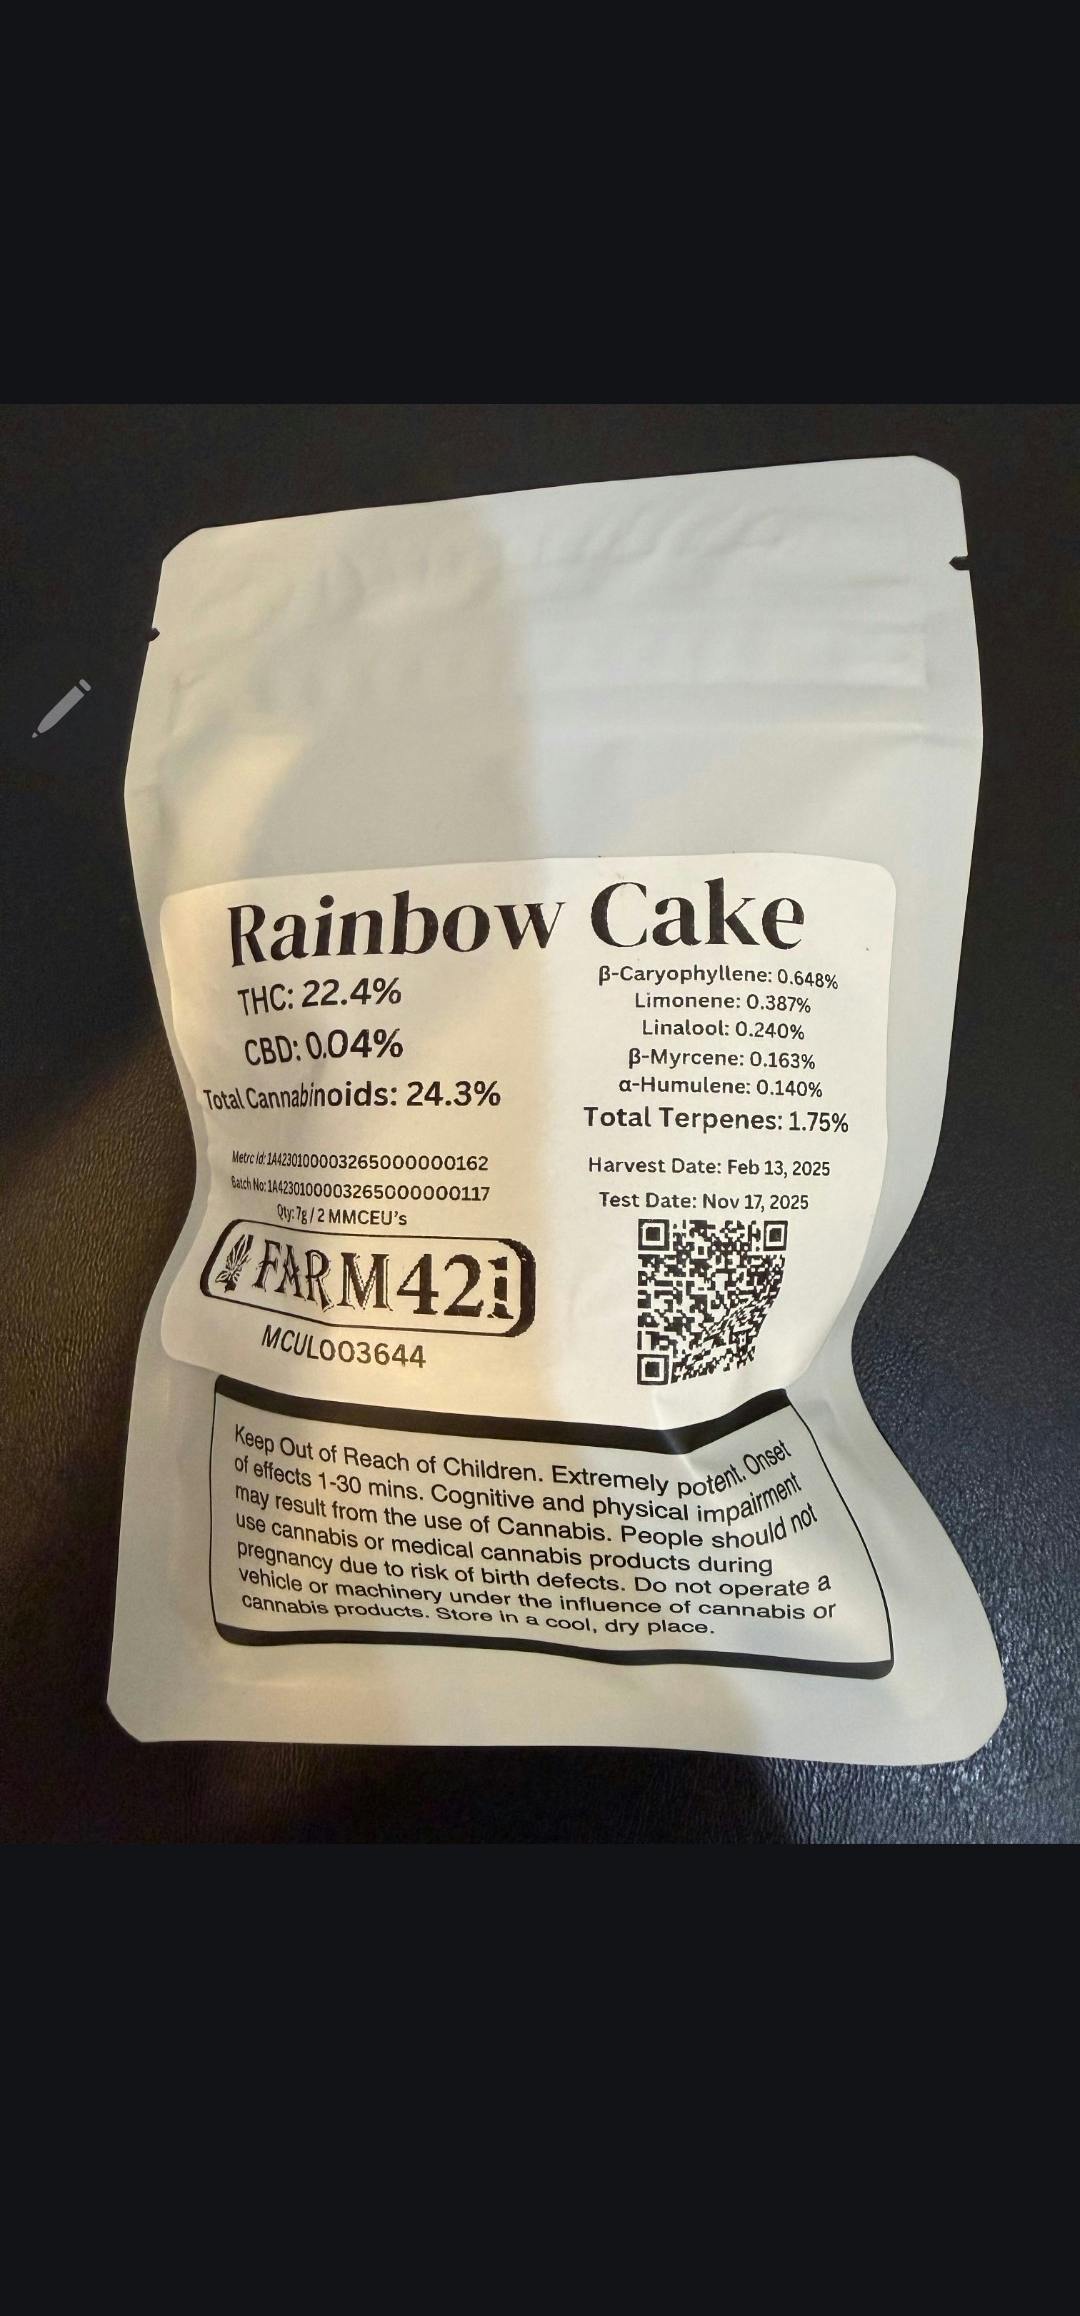 Rainbow Cake
THC: 22.4%
CBD: 0.04%
Total Cannabinoids: 24.3%
Metrc Id: 1A4230100003265000000162
Batch No: 1A4230100003265000000117
Qty: 7g / 2 MMCEU's
FARM 421
MCUL003644
β-Caryophyllene: 0.648%
Limonene: 0.387%
Linalool: 0.240%
β-Myrcene: 0.163%
α-Humulene: 0.140%
Total Terpenes: 1.75%
Harvest Date: Feb 13, 2025
Test Date: Nov 17, 2025
Keep Out of Reach of Children. Extremely potent. Onset
of effects 1-30 mins. Cognitive and physical impairment
may result from the use of Cannabis. People should not
use cannabis or medical cannabis products during
pregnancy due to risk of birth defects. Do not operate a
vehicle or machinery under the influence of cannabis or
cannabis products. Store in a cool, dry place.